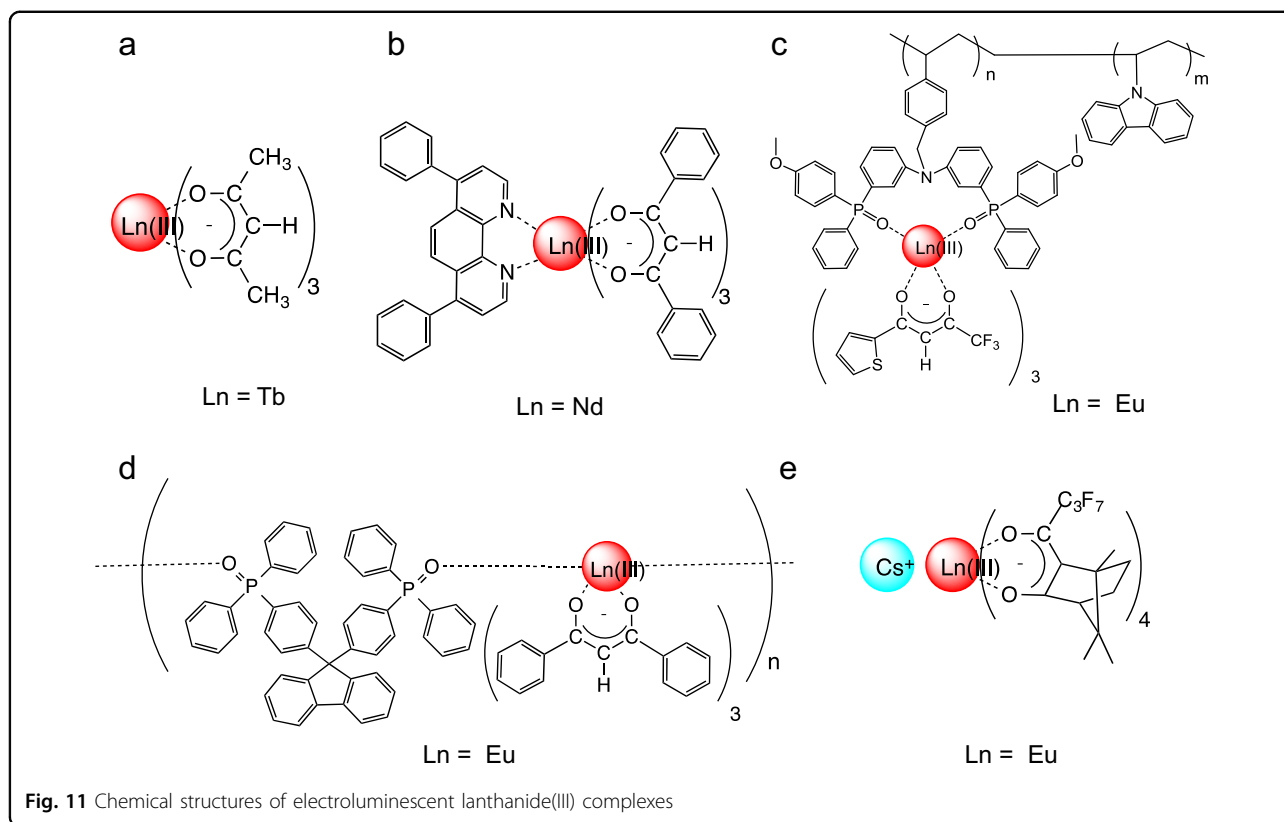 a
CH₃
O
C
Ln(III)
-
C—H
O
C
CH₃
3
Ln = Tb
b
N
N
Ln(III)
O
C
-
C—H
O
C
3
Ln = Nd
c
n
m
N
O
N
O
P
O
O
P
Ln(III)
O
-
O
C
C
C
CF₃
S
H
3
Ln = Eu
d
O
P
P
O
Ln(III)
O
-
O
C
C
C
H
3
n
Ln = Eu
e
C₃F₇
O
C
Cs⁺
Ln(III)
-
O
4
Ln = Eu
Fig. 11 Chemical structures of electroluminescent lanthanide(III) complexes